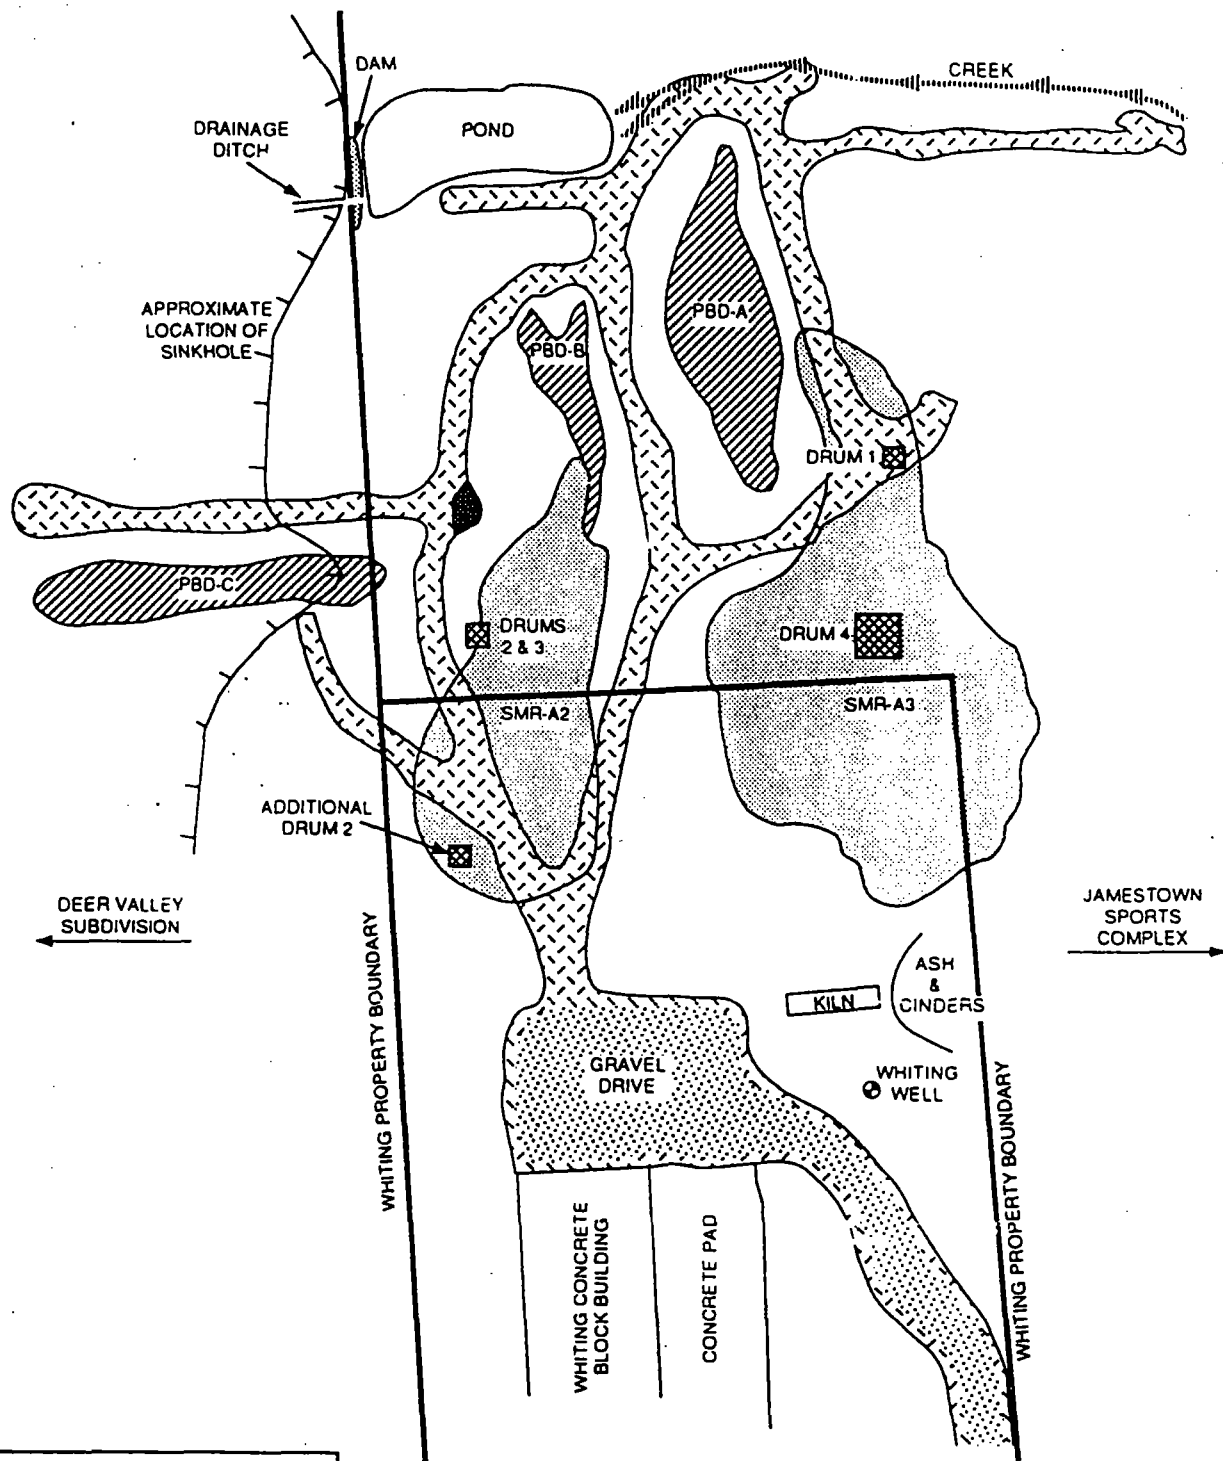 DAM
CREEK
POND
DRAINAGE
DITCH
PBD-A
APPROXIMATE
LOCATION OF
SINKHOLE
PBD-B
DRUM 1
PBD-C
DRUMS
2 & 3
DRUM 4
SMR-A2
SMR-A3
ADDITIONAL
DRUM 2
DEER VALLEY
SUBDIVISION
JAMESTOWN
SPORTS
COMPLEX
WHITING PROPERTY BOUNDARY
ASH
&
CINDERS
KILN
GRAVEL
DRIVE
WHITING
WELL
WHITING PROPERTY BOUNDARY
WHITING CONCRETE
BLOCK BUILDING
CONCRETE PAD